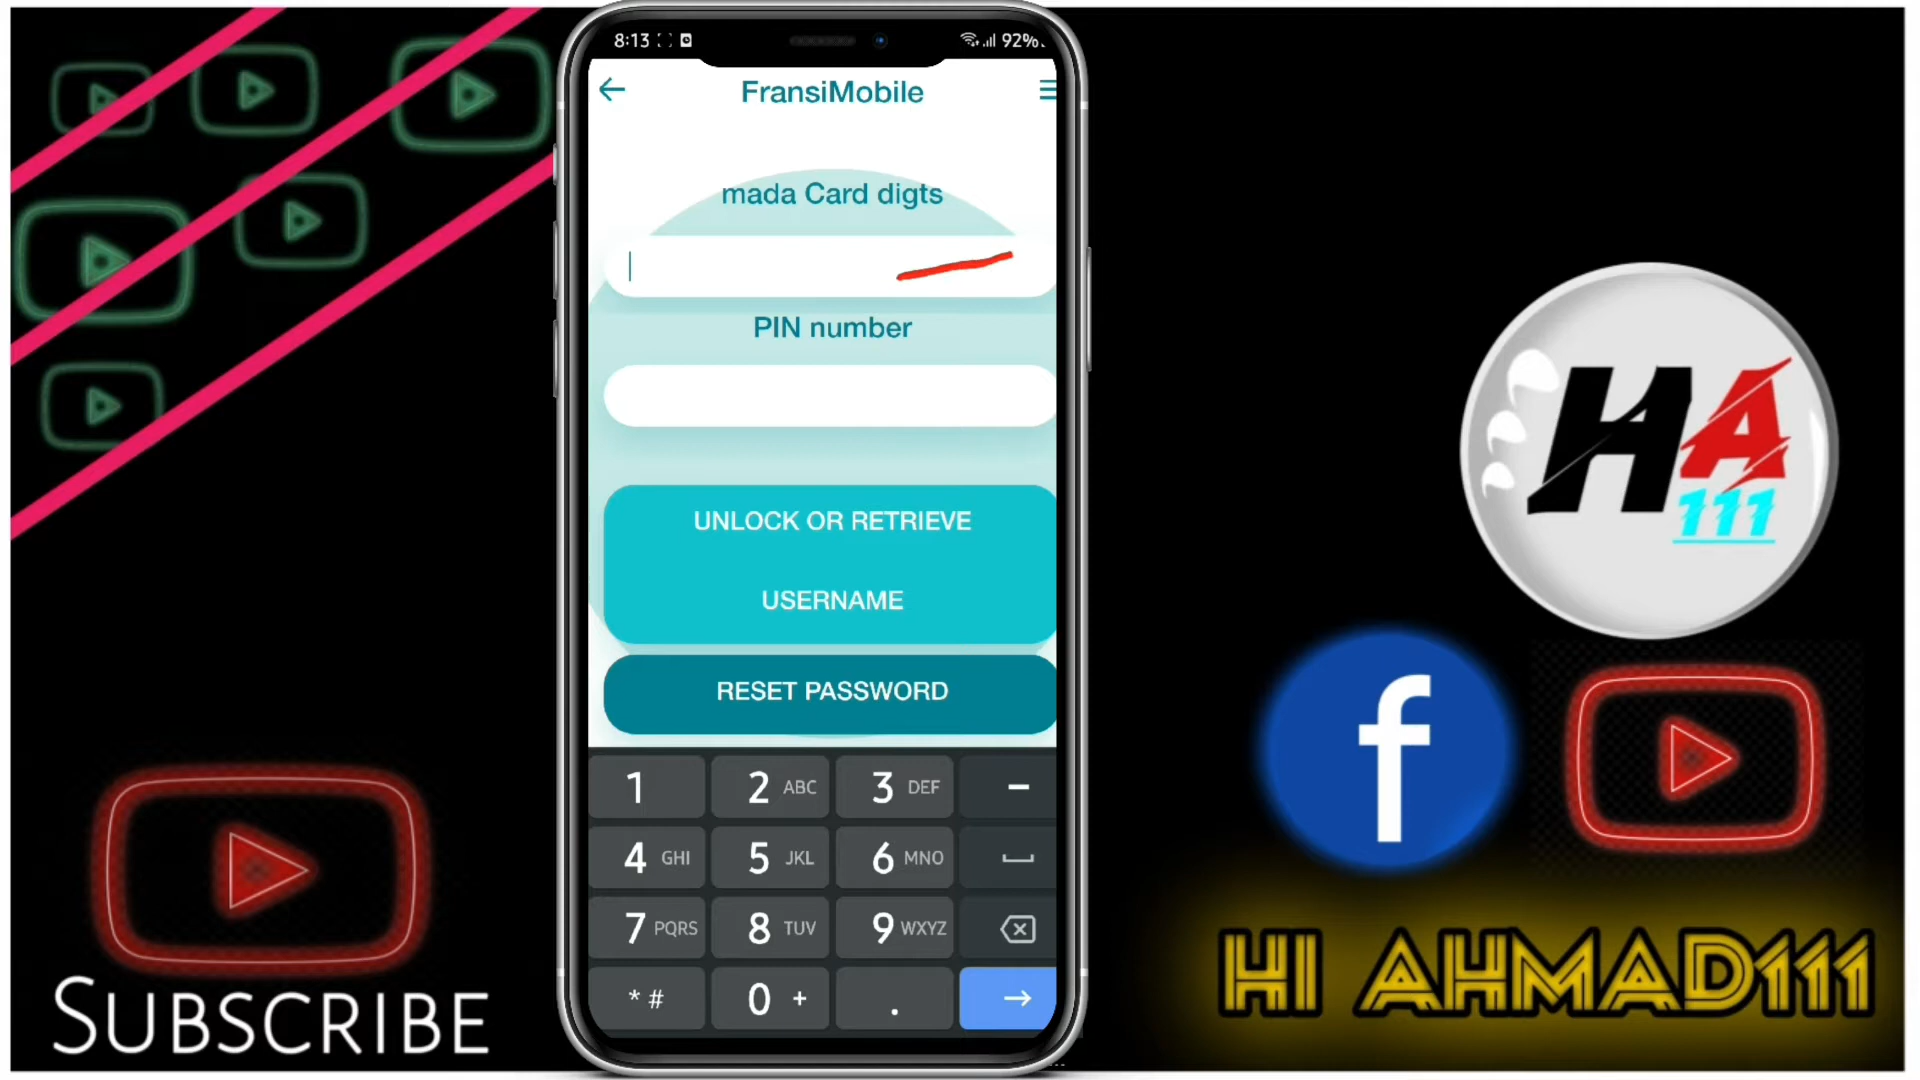 8:13
92%
FransiMobile
mada Card digts
PIN number
UNLOCK OR RETRIEVE
USERNAME
RESET PASSWORD
1
2 ABC
3 DEF
4 GHI
5 JKL
6 MNO
7 PQRS
8 TUV
9 WXYZ
* #
0 +
.
HA
111
f
SUBSCRIBE
HI AHMAD111